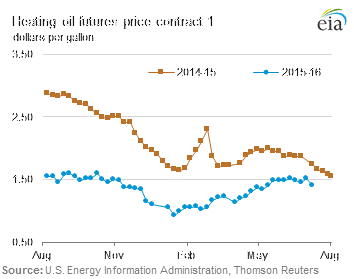 Heating oil futures price contract 1
dollars per gallon
eia
3.50
2014-15
2015-16
2.50
1.50
0.50
Aug
Nov
Feb
May
Aug
Source: U.S. Energy Information Administration, Thomson Reuters